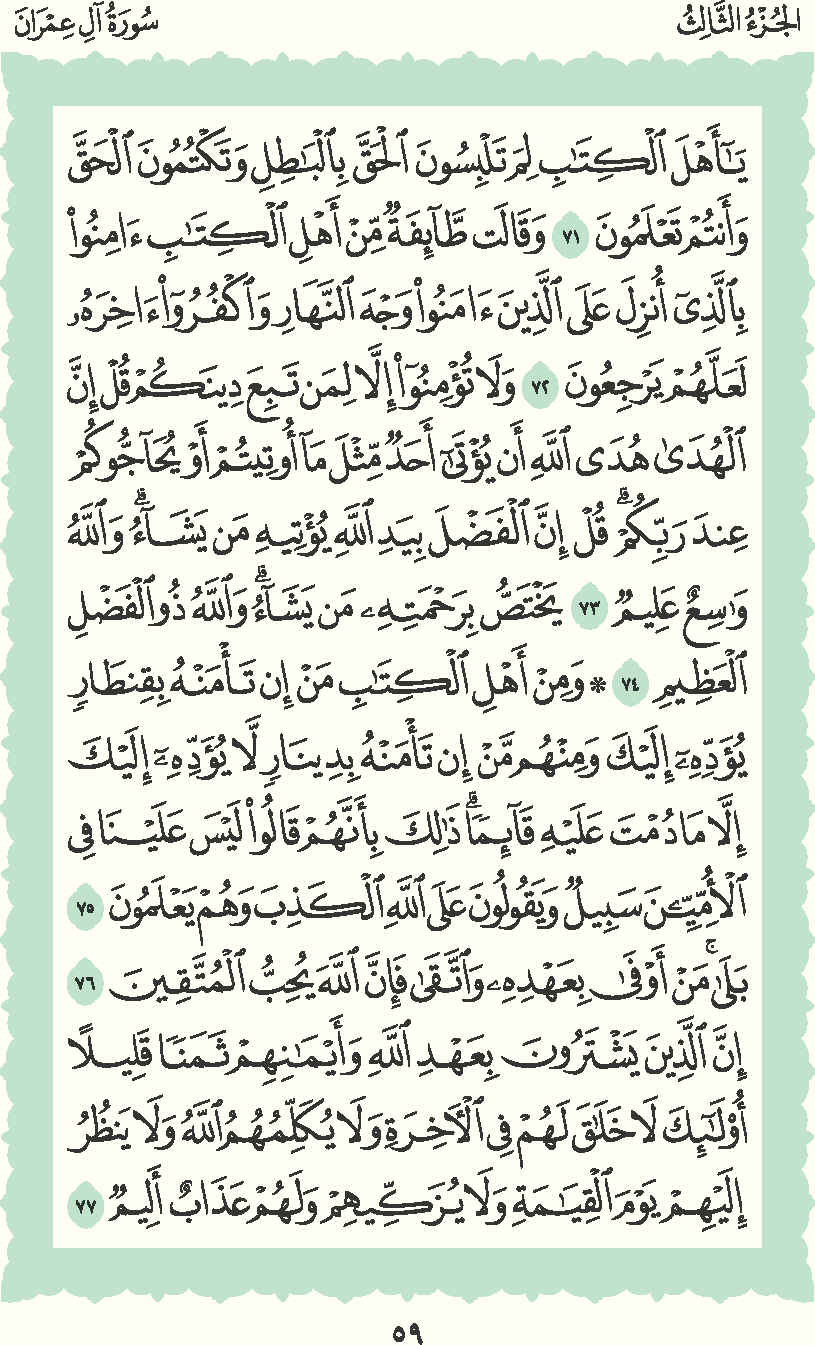 الجُزْءُ الثَّالِثُ
سُورَةُ آلِ عِمْرَانَ
يَـٰٓأَهْلَ ٱلْكِتَـٰبِ لِمَ تَلْبِسُونَ ٱلْحَقَّ بِٱلْبَـٰطِلِ وَتَكْتُمُونَ ٱلْحَقَّ
وَأَنتُمْ تَعْلَمُونَ ٧١ وَقَالَت طَّآئِفَةٌ مِّنْ أَهْلِ ٱلْكِتَـٰبِ ءَامِنُوا۟
بِٱلَّذِىٓ أُنزِلَ عَلَى ٱلَّذِينَ ءَامَنُوا۟ وَجْهَ ٱلنَّهَارِ وَٱكْفُرُوٓا۟ ءَاخِرَهُۥ
لَعَلَّهُمْ يَرْجِعُونَ ٧٢ وَلَا تُؤْمِنُوٓا۟ إِلَّا لِمَن تَبِعَ دِينَكُمْ قُلْ إِنَّ
ٱلْهُدَىٰ هُدَى ٱللَّهِ أَن يُؤْتَىٰٓ أَحَدٌ مِّثْلَ مَآ أُوتِيتُمْ أَوْ يُحَآجُّوكُمْ
عِندَ رَبِّكُمْ ۗ قُلْ إِنَّ ٱلْفَضْلَ بِيَدِ ٱللَّهِ يُؤْتِيهِ مَن يَشَآءُ ۗ وَٱللَّهُ
وَٰسِعٌ عَلِيمٌ ٧٣ يَخْتَصُّ بِرَحْمَتِهِۦ مَن يَشَآءُ ۗ وَٱللَّهُ ذُو ٱلْفَضْلِ
ٱلْعَظِيمِ ٧٤ * وَمِنْ أَهْلِ ٱلْكِتَـٰبِ مَنْ إِن تَأْمَنْهُ بِقِنطَارٍ
يُؤَدِّهِۦٓ إِلَيْكَ وَمِنْهُم مَّنْ إِن تَأْمَنْهُ بِدِينَارٍ لَّا يُؤَدِّهِۦٓ إِلَيْكَ
إِلَّا مَا دُمْتَ عَلَيْهِ قَآئِمًا ۗ ذَٰلِكَ بِأَنَّهُمْ قَالُوا۟ لَيْسَ عَلَيْنَا فِى
ٱلْأُمِّيِّـۧنَ سَبِيلٌ وَيَقُولُونَ عَلَى ٱللَّهِ ٱلْكَذِبَ وَهُمْ يَعْلَمُونَ ٧٥
بَلَىٰ ۚ مَنْ أَوْفَىٰ بِعَهْدِهِۦ وَٱتَّقَىٰ فَإِنَّ ٱللَّهَ يُحِبُّ ٱلْمُتَّقِينَ ٧٦
إِنَّ ٱلَّذِينَ يَشْتَرُونَ بِعَهْدِ ٱللَّهِ وَأَيْمَـٰنِهِمْ ثَمَنًا قَلِيلًا
أُو۟لَـٰٓئِكَ لَا خَلَـٰقَ لَهُمْ فِى ٱلْـَٔاخِرَةِ وَلَا يُكَلِّمُهُمُ ٱللَّهُ وَلَا يَنظُرُ
إِلَيْهِمْ يَوْمَ ٱلْقِيَـٰمَةِ وَلَا يُزَكِّيهِمْ وَلَهُمْ عَذَابٌ أَلِيمٌ ٧٧
٥٩